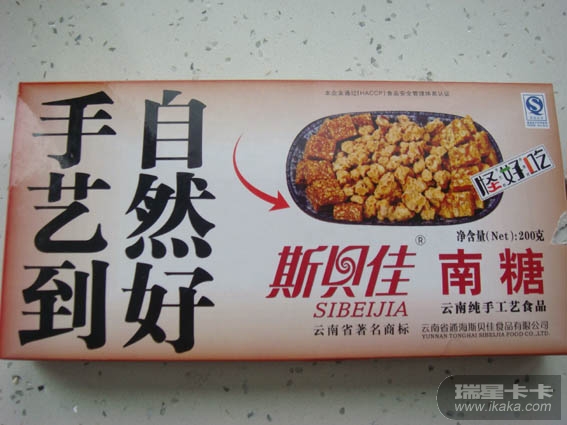 手艺到
自然好
本企业通过(HACCP)食品安全管理体系认证
怪好吃
净含量(Net):200克
斯贝佳®
SIBEIJIA
云南省著名商标
南糖
云南纯手工艺食品
云南省通海斯贝佳食品有限公司
YUNNAN TONGHAI SIBEIJIA FOOD CO.,LTD.
瑞星卡卡
www.ikaka.com